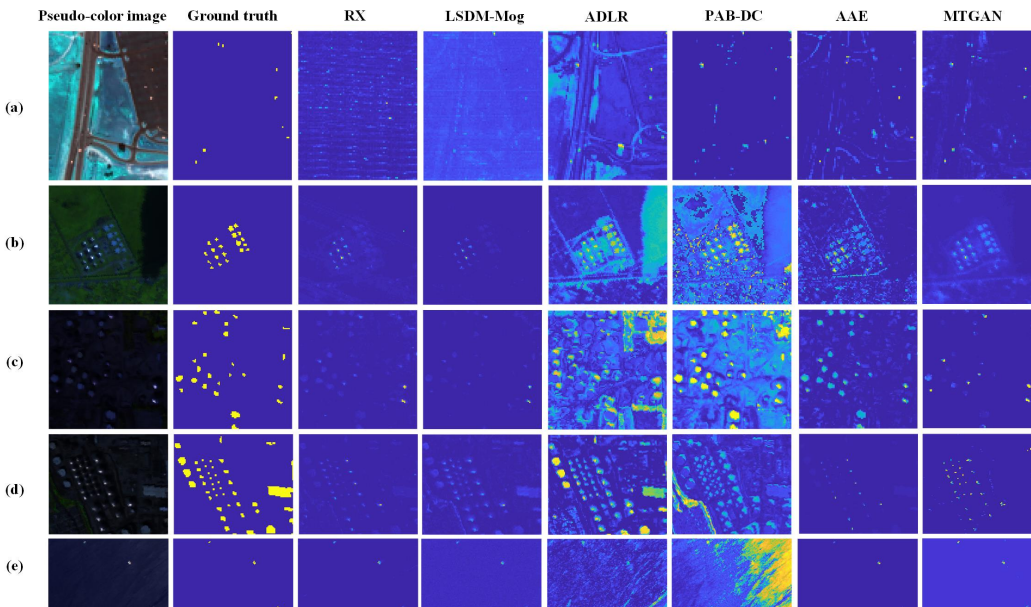 Pseudo-color image Ground truth RX LSDM-Mog ADLR PAB-DC AAE MTGAN
(a)
(b)
(c)
(d)
(e)